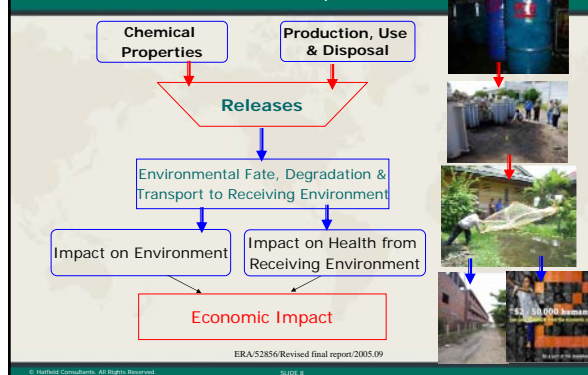 Chemical
Properties
Production, Use
& Disposal
Releases
Environmental Fate, Degradation &
Transport to Receiving Environment
Impact on Environment
Impact on Health from
Receiving Environment
Economic Impact
$2 - 50,000 humans
ERA/52856/Revised final report/2005.09
© Hatfield Consultants. All Rights Reserved.
SLIDE 8